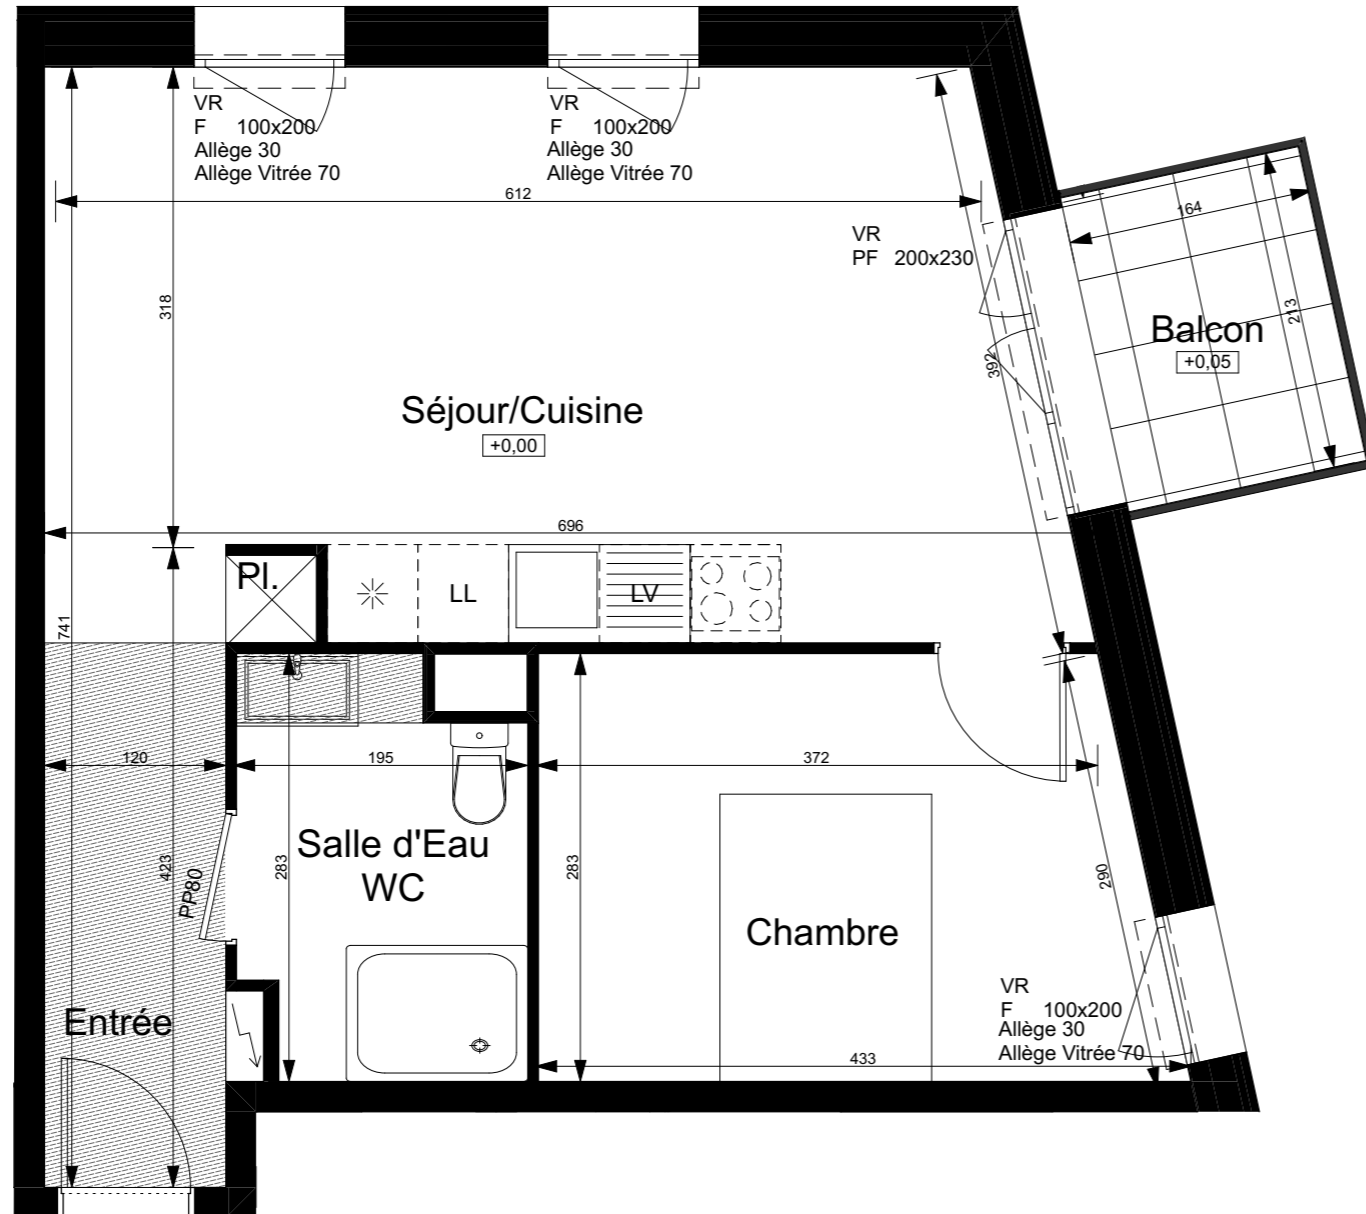 VR
F 100x200
Allège 30
Allège Vitrée 70
VR
F 100x200
Allège 30
Allège Vitrée 70
612
164
VR
PF 200x230
213
318
Balcon
+0,05
392
Séjour/Cuisine
+0,00
696
Pl.
LL
LV
741
120
195
372
423
PP80
283
Salle d'Eau
WC
283
290
Chambre
Entrée
VR
F 100x200
Allège 30
Allège Vitrée 70
433